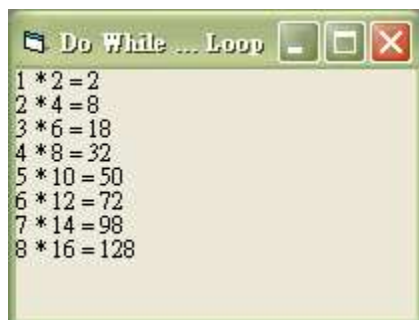 Do While ... Loop
1 * 2 = 2
2 * 4 = 8
3 * 6 = 18
4 * 8 = 32
5 * 10 = 50
6 * 12 = 72
7 * 14 = 98
8 * 16 = 128